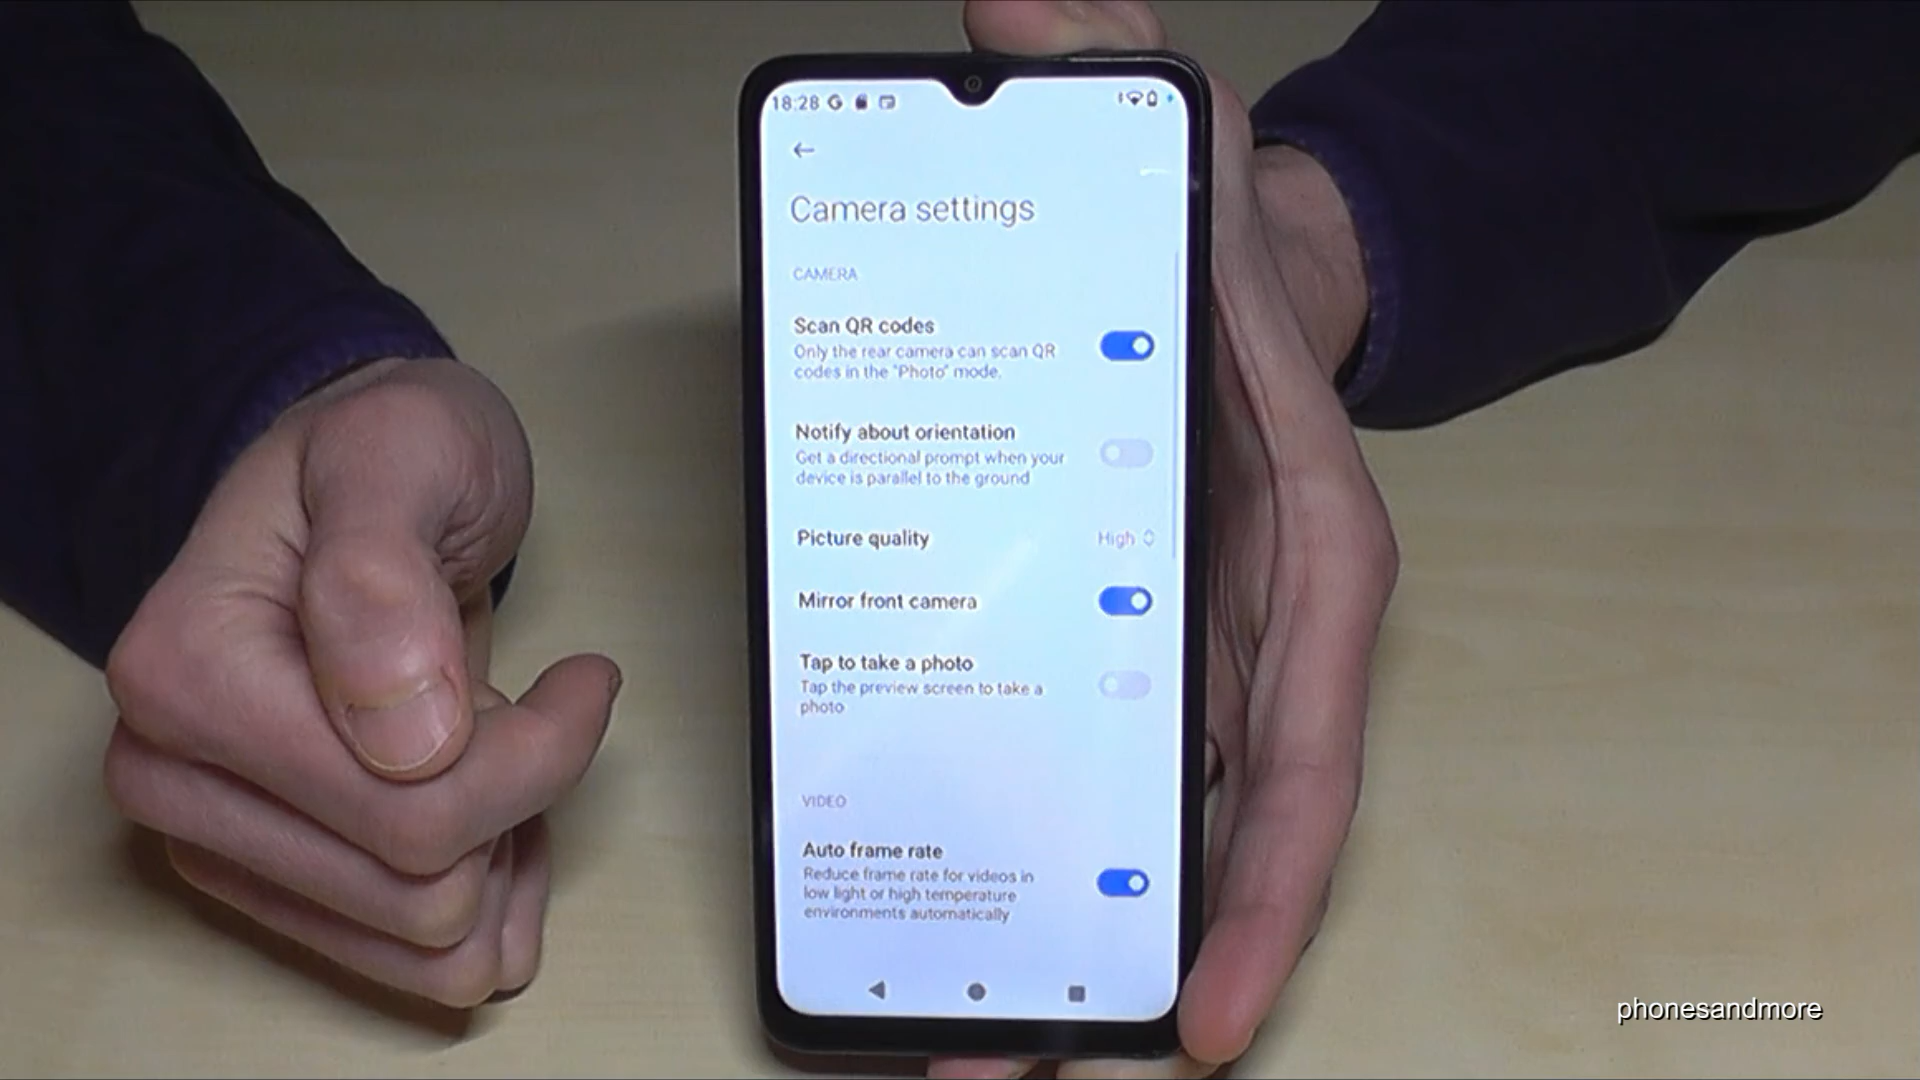 18:28
Camera settings
CAMERA
Scan QR codes
Only the rear camera can scan QR
codes in the "Photo" mode.
Notify about orientation
Get a directional prompt when your
device is parallel to the ground
Picture quality High
Mirror front camera
Tap to take a photo
Tap the preview screen to take a
photo
VIDEO
Auto frame rate
Reduce frame rate for videos in
low light or high temperature
environments automatically
phonesandmore